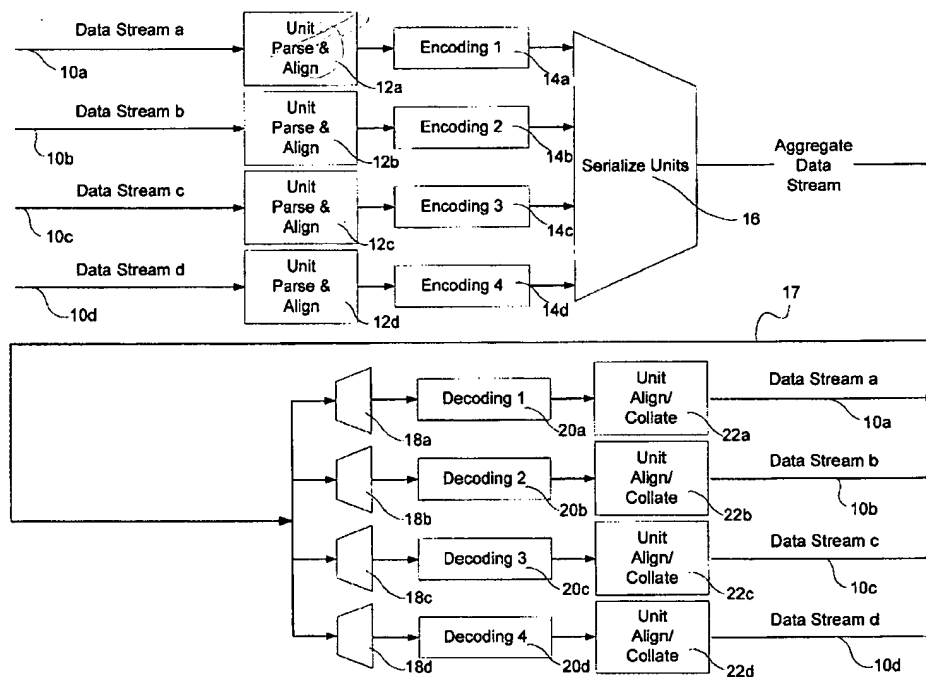 Data Stream a
10a
Unit
Parse &
Align
12a
Encoding 1
14a
Data Stream b
10b
Unit
Parse &
Align
12b
Encoding 2
14b
Data Stream c
10c
Unit
Parse &
Align
12c
Encoding 3
14c
Data Stream d
10d
Unit
Parse &
Align
12d
Encoding 4
14d
Serialize Units
16
Aggregate
Data
Stream
17
18a
Decoding 1
20a
Unit
Align/
Collate
22a
Data Stream a
10a
18b
Decoding 2
20b
Unit
Align/
Collate
22b
Data Stream b
10b
18c
Decoding 3
20c
Unit
Align/
Collate
22c
Data Stream c
10c
18d
Decoding 4
20d
Unit
Align/
Collate
22d
Data Stream d
10d